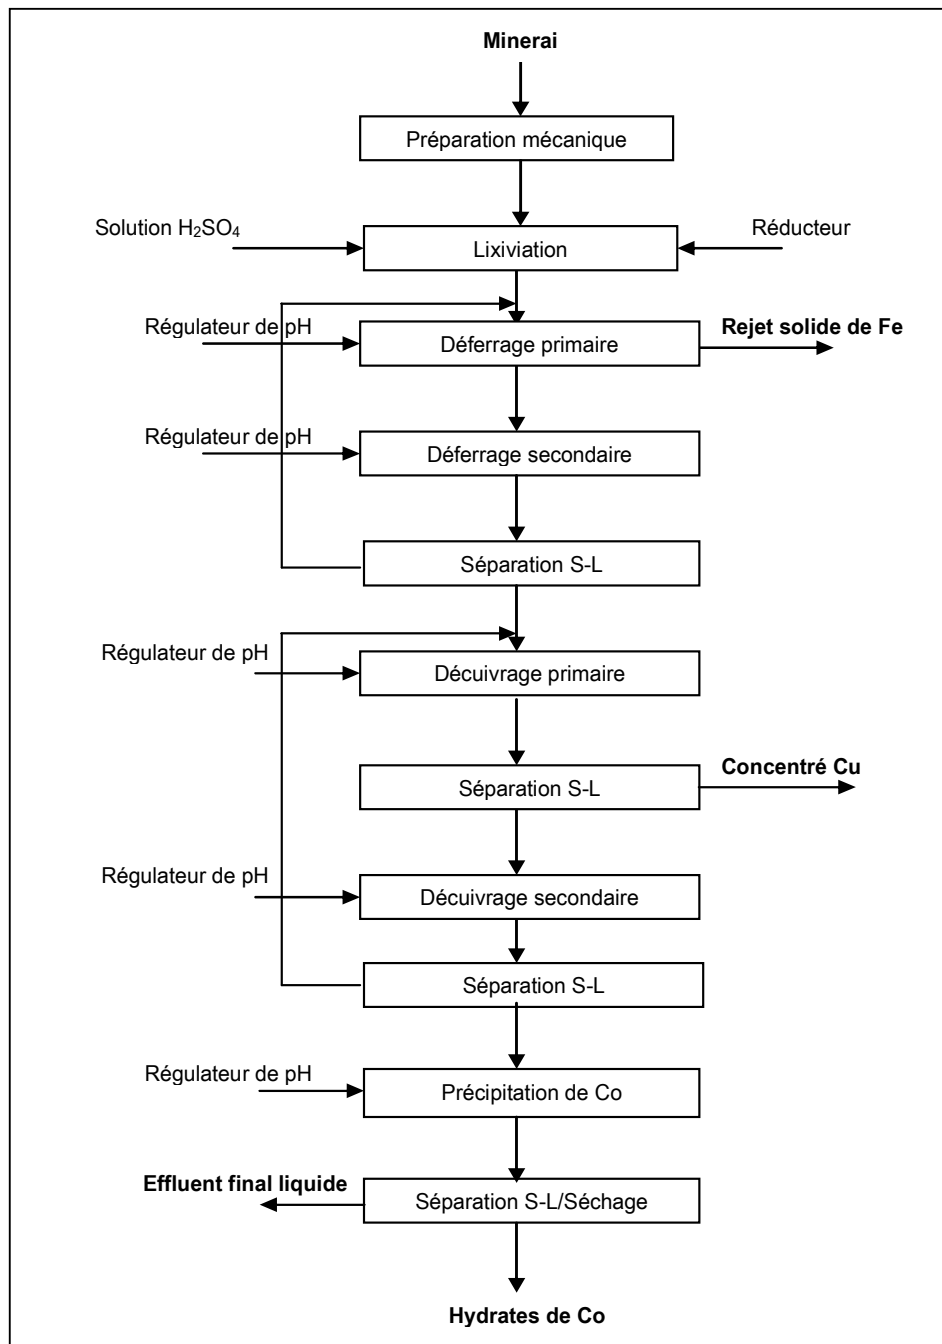 Minerai
Préparation mécanique
Solution H₂SO₄
Réducteur
Lixiviation
Régulateur de pH
Rejet solide de Fe
Déferrage primaire
Régulateur de pH
Déferrage secondaire
Séparation S-L
Régulateur de pH
Décuivrage primaire
Concentré Cu
Séparation S-L
Régulateur de pH
Décuivrage secondaire
Séparation S-L
Régulateur de pH
Précipitation de Co
Effluent final liquide
Séparation S-L/Séchage
Hydrates de Co